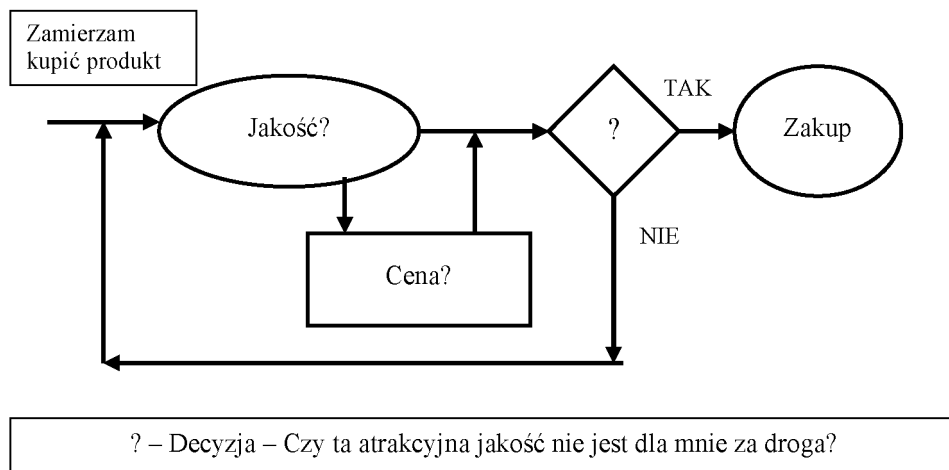 Zamierzam
kupić produkt
Jakość?
?
TAK
Zakup
NIE
Cena?
? – Decyzja – Czy ta atrakcyjna jakość nie jest dla mnie za droga?